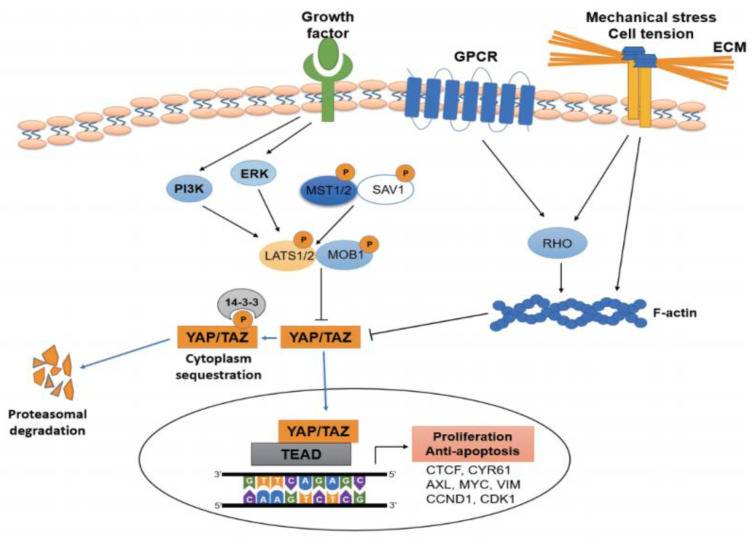 Growth
factor
GPCR
Mechanical stress
Cell tension
ECM
PI3K
ERK
MST1/2
P
SAV1
P
LATS1/2
P
MOB1
P
RHO
F-actin
14-3-3
P
YAP/TAZ
YAP/TAZ
Cytoplasm
sequestration
Proteasomal
degradation
YAP/TAZ
TEAD
Proliferation
Anti-apoptosis
CTCF, CYR61
AXL, MYC, VIM
CCND1, CDK1
3' 5'
GTTCAGAGC
CAAGTCTCG
5' 3'